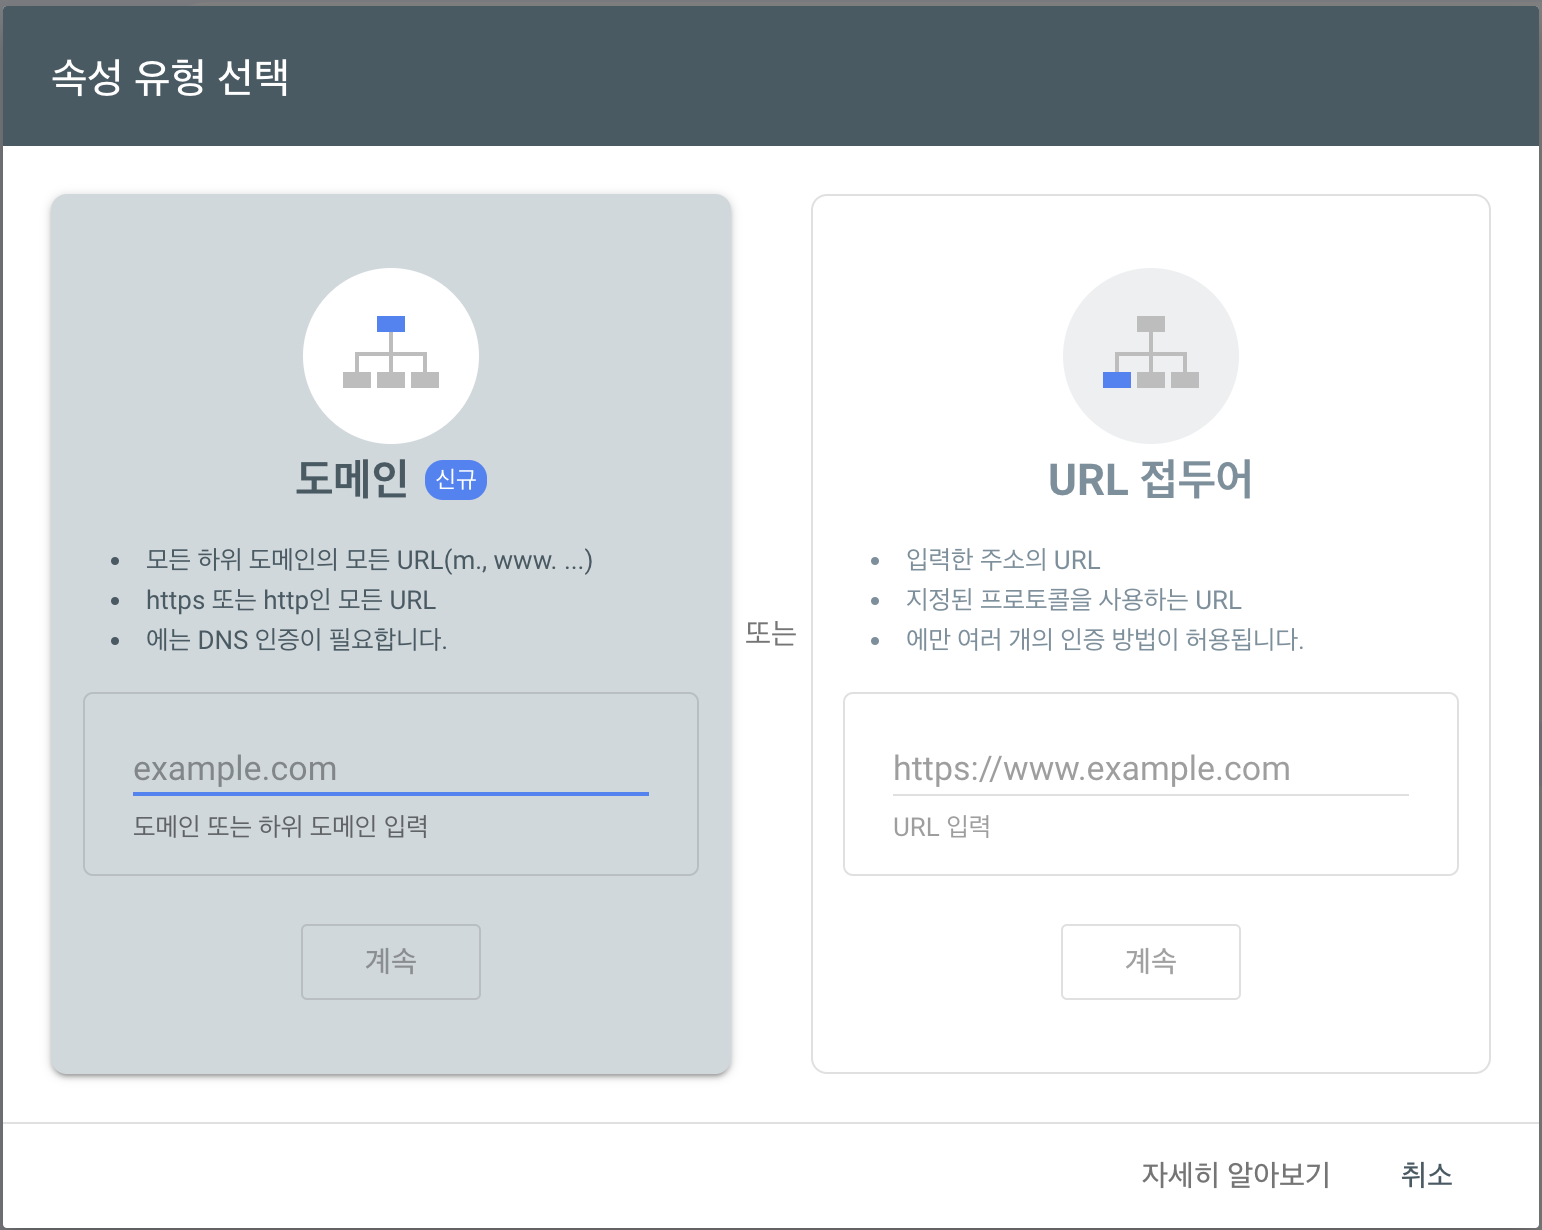 속성 유형 선택
도메인 신규
모든 하위 도메인의 모든 URL(m., www. ...)
https 또는 http인 모든 URL
에는 DNS 인증이 필요합니다.
example.com
도메인 또는 하위 도메인 입력
계속
또는
URL 접두어
입력한 주소의 URL
지정된 프로토콜을 사용하는 URL
에만 여러 개의 인증 방법이 허용됩니다.
https://www.example.com
URL 입력
계속
자세히 알아보기
취소